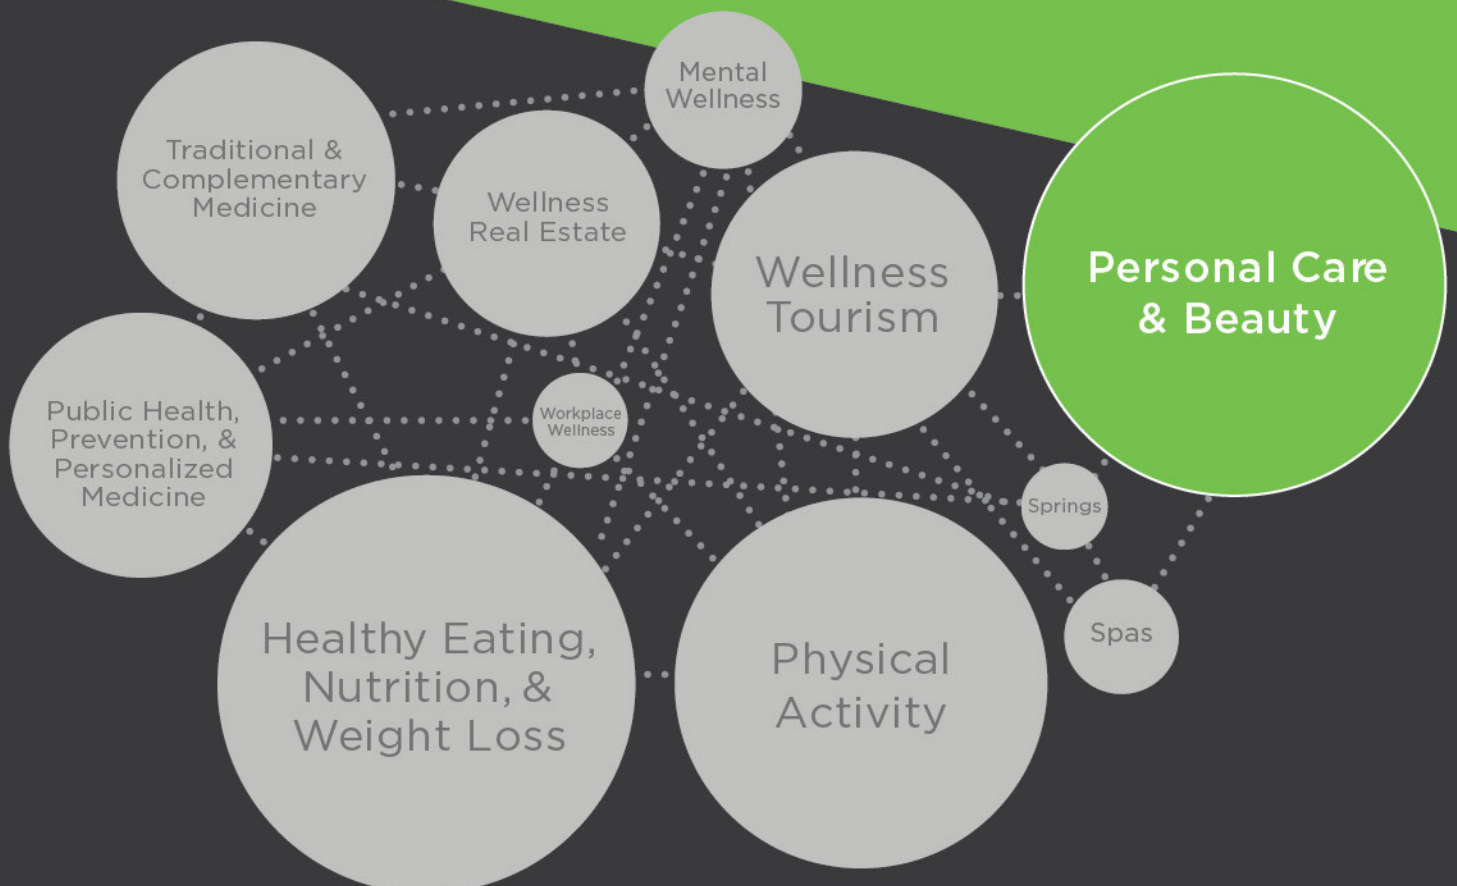 Mental
Wellness
Traditional &
Complementary
Medicine
Wellness
Real Estate
Wellness
Tourism
Personal Care
& Beauty
Public Health,
Prevention, &
Personalized
Medicine
Workplace
Wellness
Springs
Spas
Healthy Eating,
Nutrition, &
Weight Loss
Physical
Activity